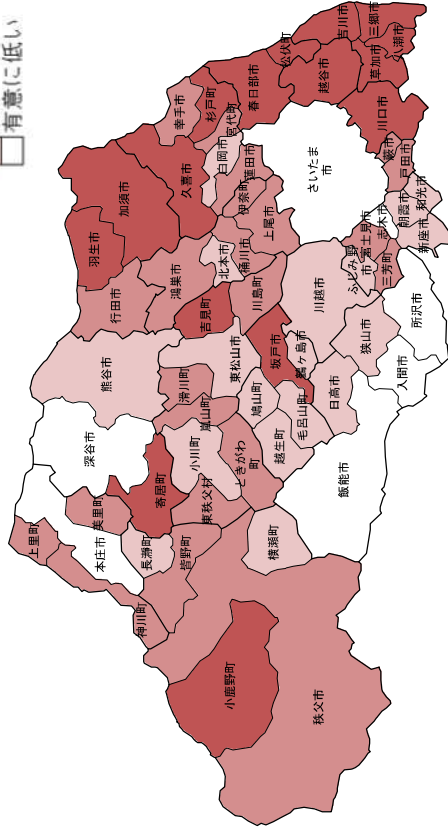 有意に低い
上里町
神川町
本庄市
美里町
深谷市
長瀞町
寄居町
皆野町
小鹿野町
秩父市
横瀬町
東秩父村
小川町
ときがわ
町
嵐山町
滑川町
熊谷市
行田市
羽生市
加須市
鴻巣市
吉見町
東松山市
鳩山町
越生町
毛呂山町
飯能市
日高市
坂戸市
鶴ヶ島市
川島町
川越市
狭山市
入間市
所沢市
北本市
桶川市
上尾市
伊奈町
久喜市
幸手市
杉戸町
宮代町
白岡市
蓮田市
春日部市
さいたま
市
松伏町
吉川市
三郷市
越谷市
草加市
八潮市
川口市
蕨市
戸田市
和光市
朝霞市
新座市
志木市
富士見市
ふじみ野
市
三芳町